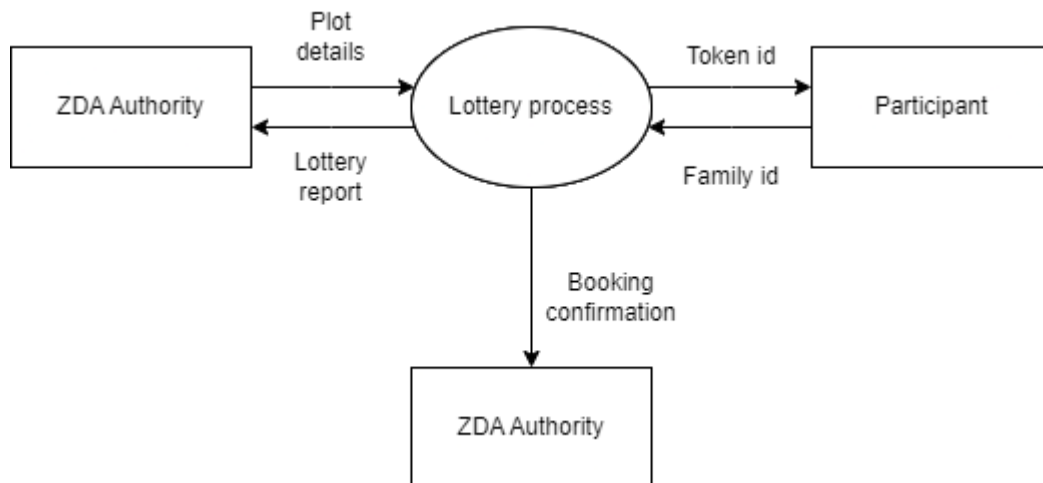 Plot
details
Token id
ZDA Authority
Lottery process
Participant
Lottery
report
Family id
Booking
confirmation
ZDA Authority